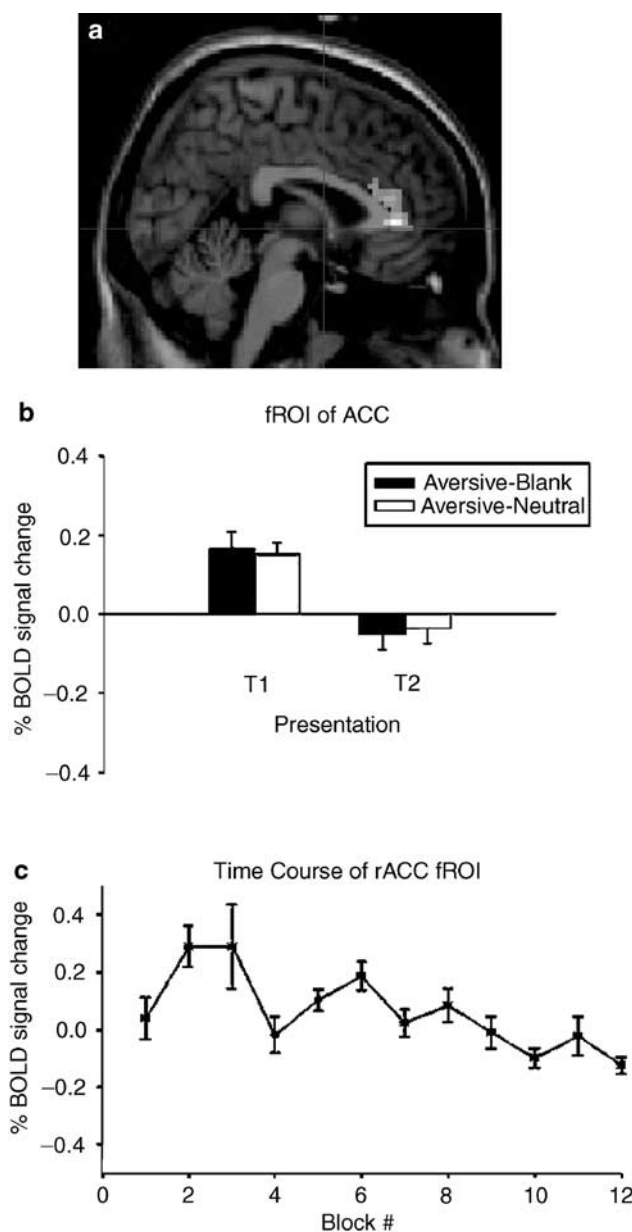 a
b
fROI of ACC
% BOLD signal change
0.4
0.2
0.0
−0.2
−0.4
Aversive-Blank
Aversive-Neutral
T1 T2
Presentation
c
Time Course of rACC fROI
% BOLD signal change
0.4
0.2
0.0
−0.2
−0.4
0 2 4 6 8 10 12
Block #